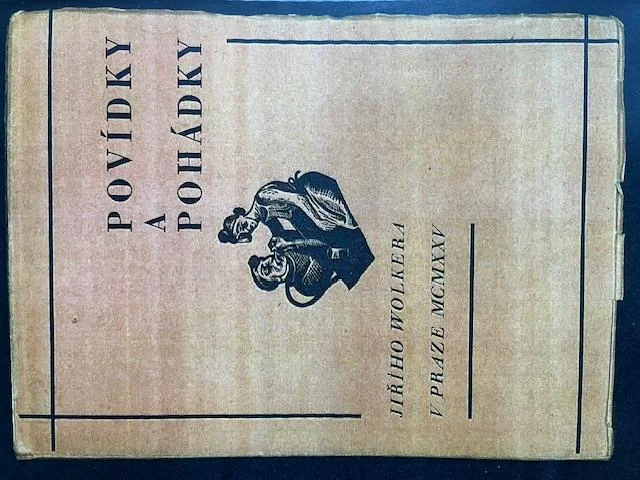 POVÍDKY
A
POHÁDKY
JIŘÍHO WOLKERA
V PRAZE MCMXXV